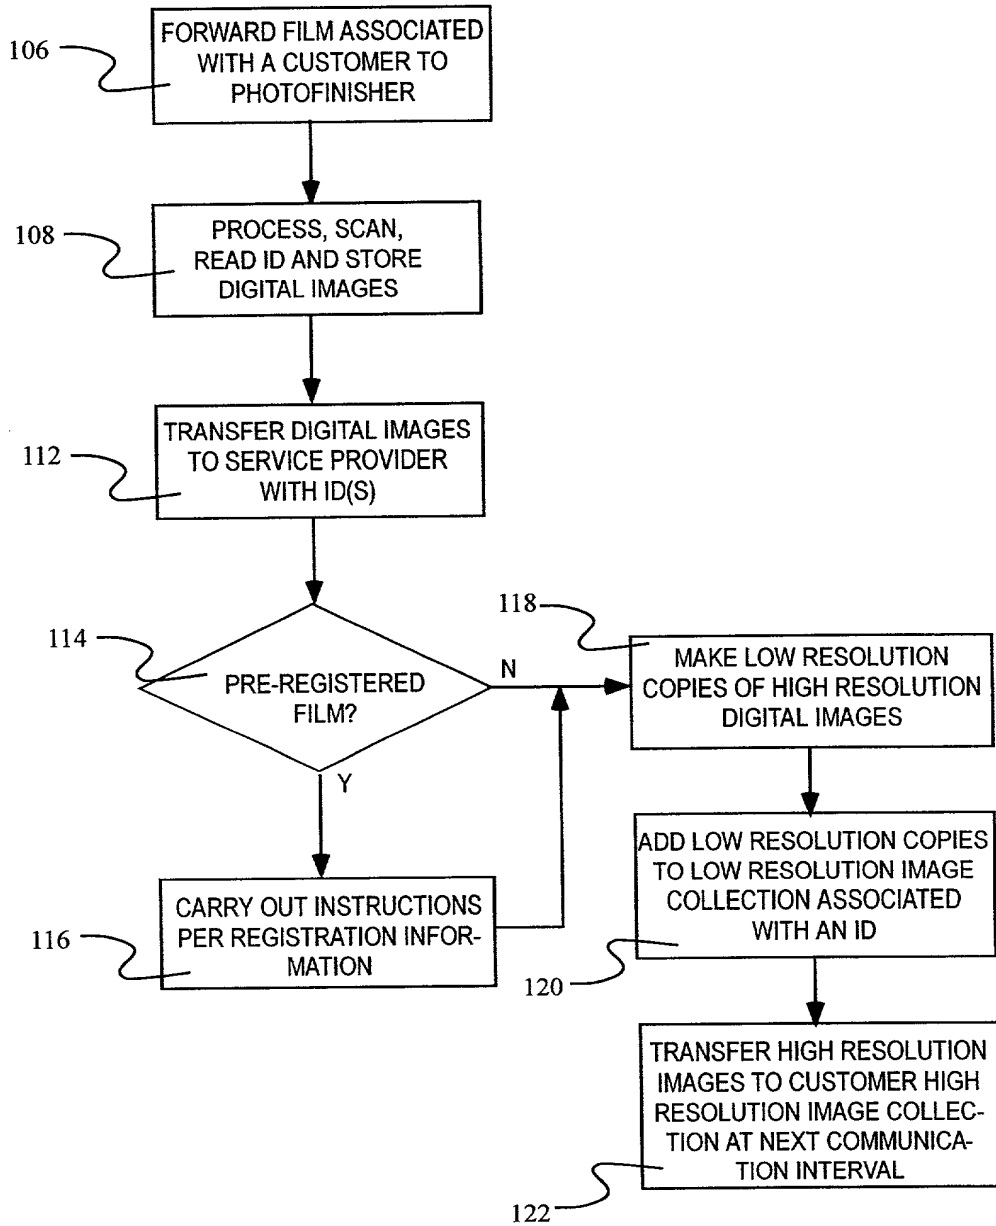 106
FORWARD FILM ASSOCIATED
WITH A CUSTOMER TO
PHOTOFINISHER
108
PROCESS, SCAN,
READ ID AND STORE
DIGITAL IMAGES
112
TRANSFER DIGITAL IMAGES
TO SERVICE PROVIDER
WITH ID(S)
114
PRE-REGISTERED
FILM?
N
Y
116
CARRY OUT INSTRUCTIONS
PER REGISTRATION INFOR-
MATION
118
MAKE LOW RESOLUTION
COPIES OF HIGH RESOLUTION
DIGITAL IMAGES
ADD LOW RESOLUTION COPIES
TO LOW RESOLUTION IMAGE
COLLECTION ASSOCIATED
WITH AN ID
120
TRANSFER HIGH RESOLUTION
IMAGES TO CUSTOMER HIGH
RESOLUTION IMAGE COLLEC-
TION AT NEXT COMMUNICA-
TION INTERVAL
122